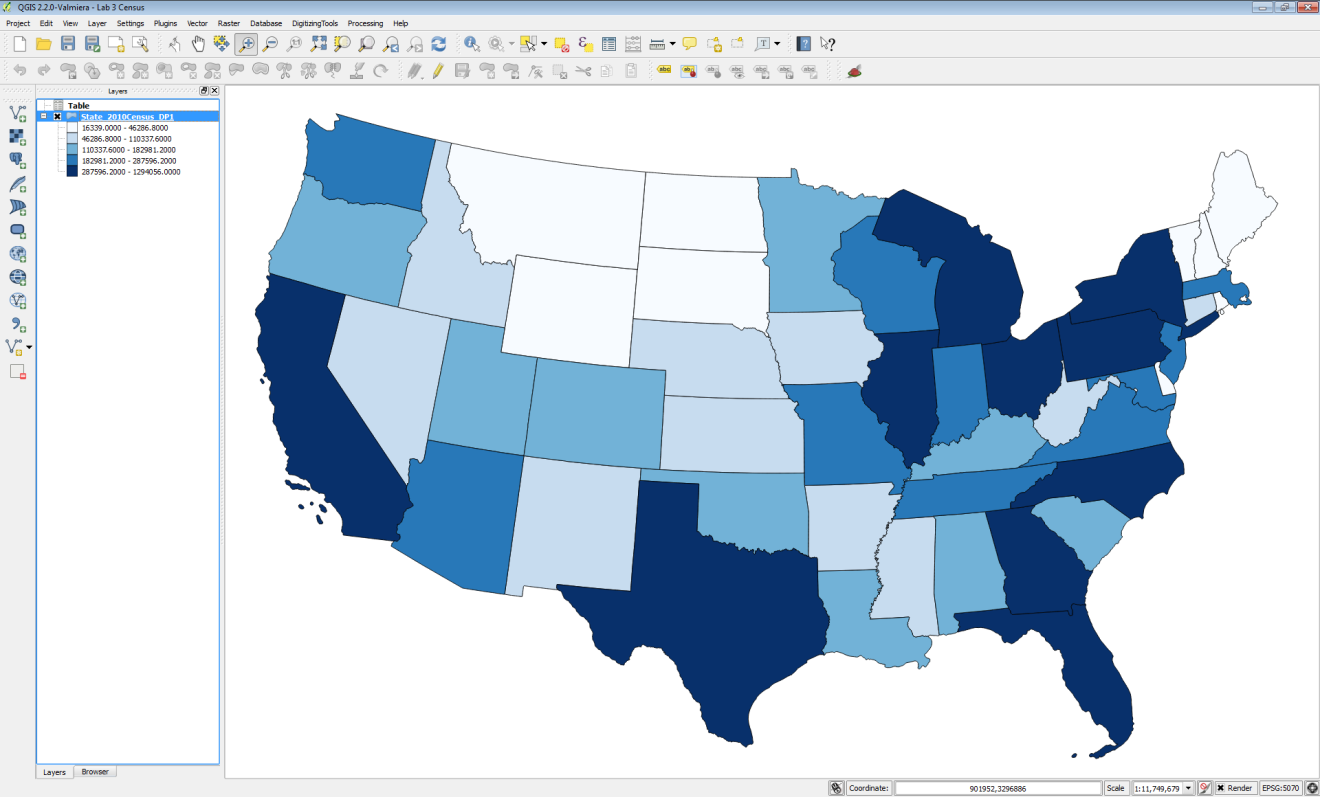 QGIS 2.2.0-Valmiera - Lab 3 Census
Project Edit View Layer Settings Plugins Vector Raster Database DigitizingTools Processing Help
Layers
Table
State_2010Census_DP1
16339.0000 - 46286.8000
46286.8000 - 110337.6000
110337.6000 - 182981.2000
182981.2000 - 287596.2000
287596.2000 - 1294056.0000
Layers Browser
Coordinate: 901952,3296886 Scale 1:11,749,679 Render EPSG:5070